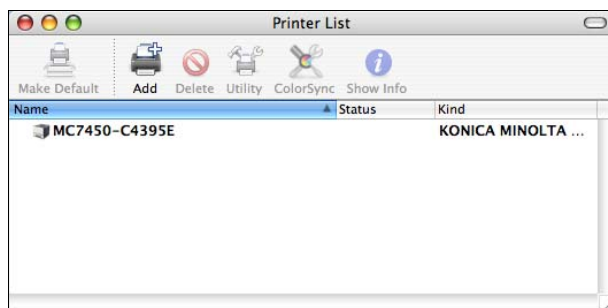 Printer List
Make Default Add Delete Utility ColorSync Show Info
Name Status Kind
MC7450-C4395E KONICA MINOLTA ...